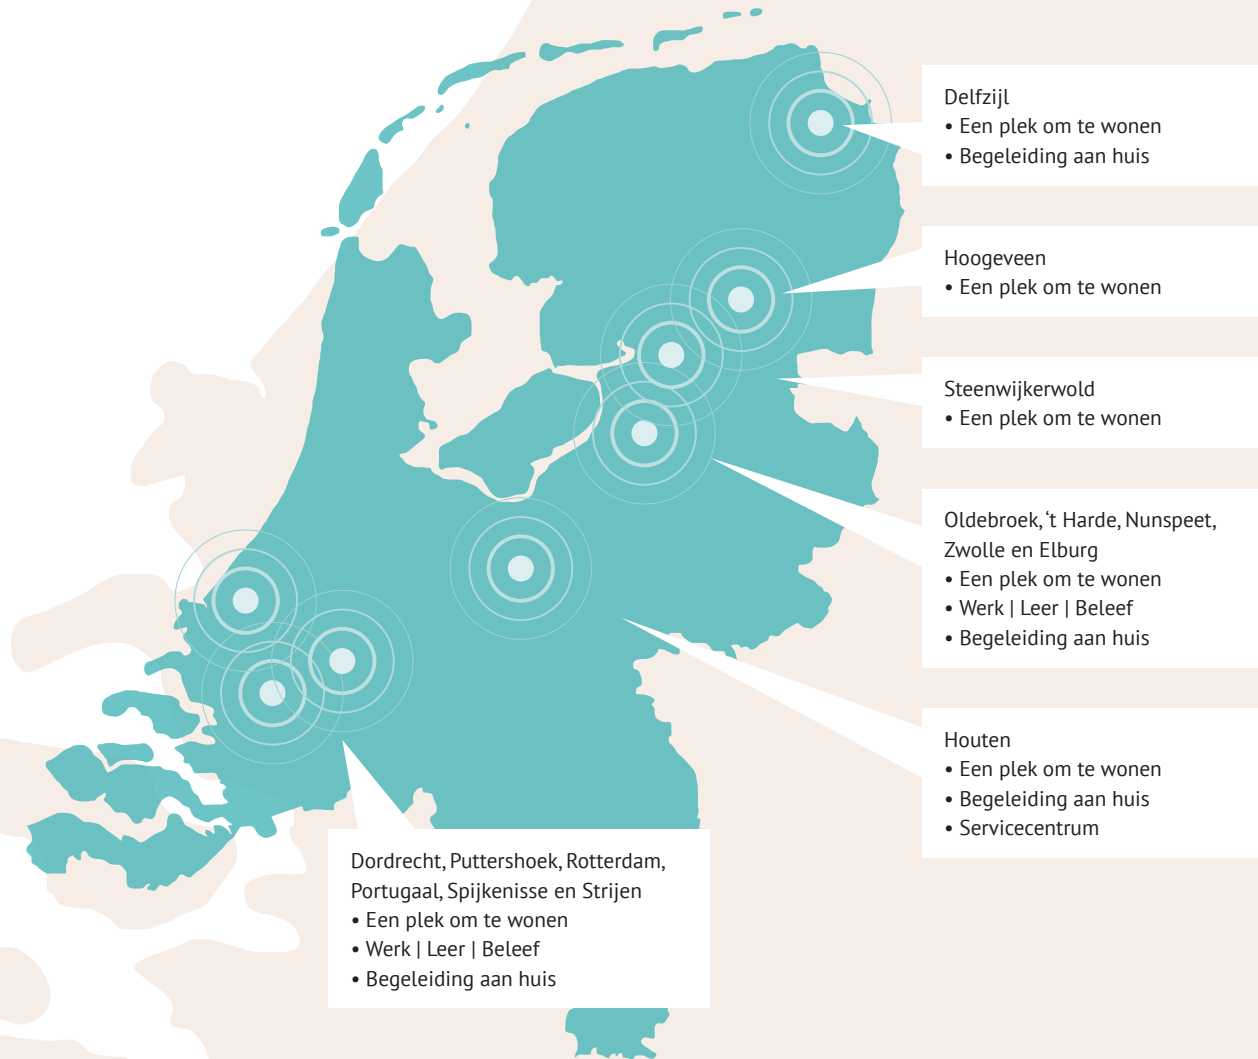 Delfzijl
• Een plek om te wonen
• Begeleiding aan huis
Hoogeveen
• Een plek om te wonen
Steenwijkerwold
• Een plek om te wonen
Oldebroek, ‘t Harde, Nunspeet,
Zwolle en Elburg
• Een plek om te wonen
• Werk | Leer | Beleef
• Begeleiding aan huis
Houten
• Een plek om te wonen
• Begeleiding aan huis
• Servicecentrum
Dordrecht, Puttershoek, Rotterdam,
Portugaal, Spijkenisse en Strijen
• Een plek om te wonen
• Werk | Leer | Beleef
• Begeleiding aan huis